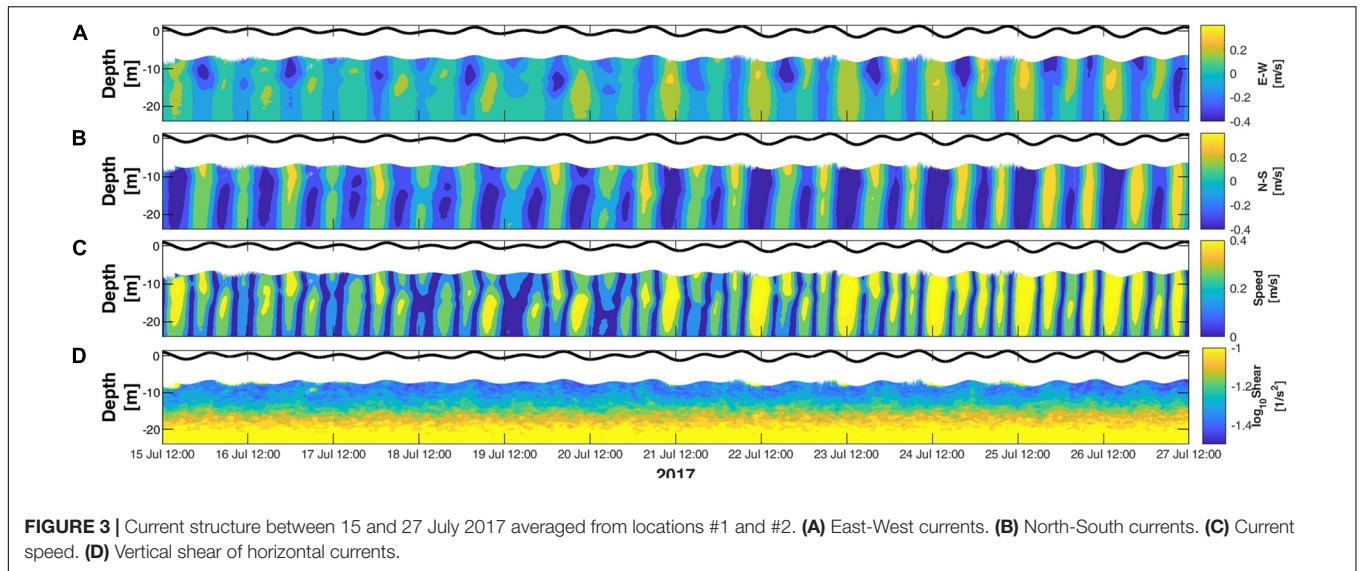 A
Depth
[m]
0
-10
-20
0.2
0
-0.2
-0.4
E-W
[m/s]
B
Depth
[m]
0
-10
-20
0.2
0
-0.2
-0.4
N-S
[m/s]
C
Depth
[m]
0
-10
-20
0.4
0.2
0
Speed
[m/s]
D
Depth
[m]
0
-10
-20
-1
-1.2
-1.4
log10Shear
[1/s²]
15 Jul 12:00 16 Jul 12:00 17 Jul 12:00 18 Jul 12:00 19 Jul 12:00 20 Jul 12:00 21 Jul 12:00 22 Jul 12:00 23 Jul 12:00 24 Jul 12:00 25 Jul 12:00 26 Jul 12:00 27 Jul 12:00
2017
FIGURE 3 | Current structure between 15 and 27 July 2017 averaged from locations #1 and #2. (A) East-West currents. (B) North-South currents. (C) Current
speed. (D) Vertical shear of horizontal currents.